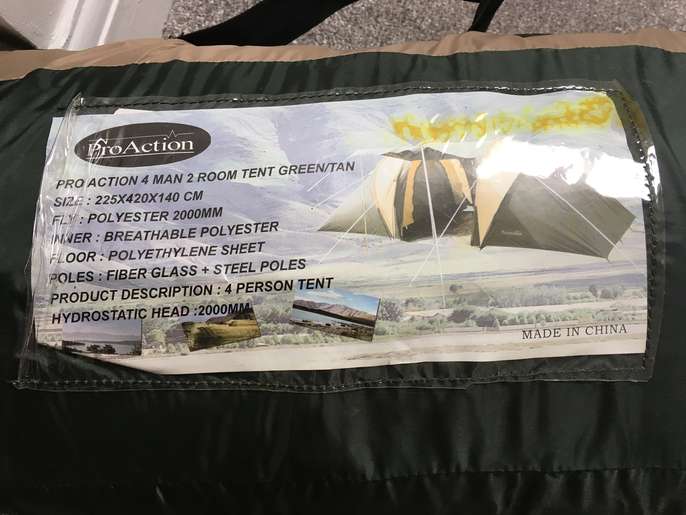 ProAction
PRO ACTION 4 MAN 2 ROOM TENT GREEN/TAN
SIZE : 225X420X140 CM
FLY : POLYESTER 2000MM
INNER : BREATHABLE POLYESTER
FLOOR : POLYETHYLENE SHEET
POLES : FIBER GLASS + STEEL POLES
PRODUCT DESCRIPTION : 4 PERSON TENT
HYDROSTATIC HEAD :2000MM
MADE IN CHINA